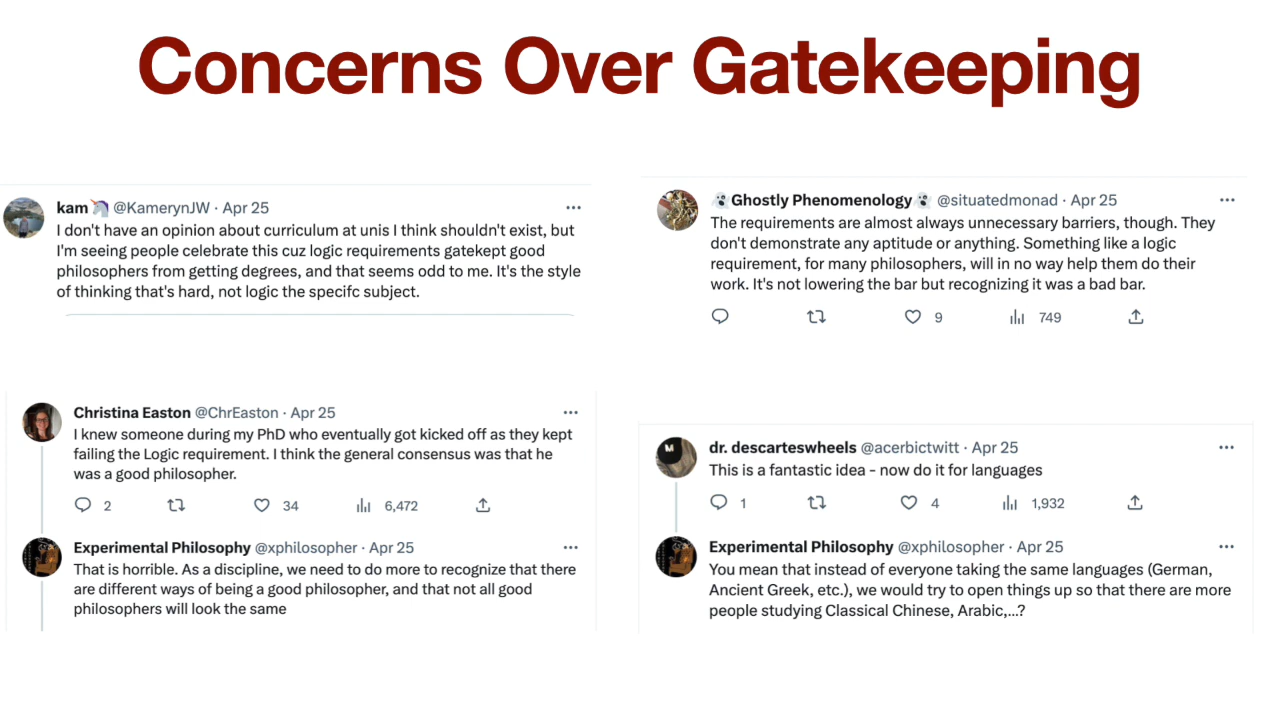 Concerns Over Gatekeeping
kam🦄 @KamerynJW · Apr 25
I don't have an opinion about curriculum at unis I think shouldn't exist, but
I'm seeing people celebrate this cuz logic requirements gatekept good
philosophers from getting degrees, and that seems odd to me. It's the style
of thinking that's hard, not logic the specifc subject.
👻Ghostly Phenomenology👻 @situatedmonad · Apr 25
The requirements are almost always unnecessary barriers, though. They
don't demonstrate any aptitude or anything. Something like a logic
requirement, for many philosophers, will in no way help them do their
work. It's not lowering the bar but recognizing it was a bad bar.
9 749
Christina Easton @ChrEaston · Apr 25
I knew someone during my PhD who eventually got kicked off as they kept
failing the Logic requirement. I think the general consensus was that he
was a good philosopher.
2 34 6,472
Experimental Philosophy @xphilosopher · Apr 25
That is horrible. As a discipline, we need to do more to recognize that there
are different ways of being a good philosopher, and that not all good
philosophers will look the same
M
dr. descarteswheels @acerbictwitt · Apr 25
This is a fantastic idea - now do it for languages
1 4 1,932
Experimental Philosophy @xphilosopher · Apr 25
You mean that instead of everyone taking the same languages (German,
Ancient Greek, etc.), we would try to open things up so that there are more
people studying Classical Chinese, Arabic,...?